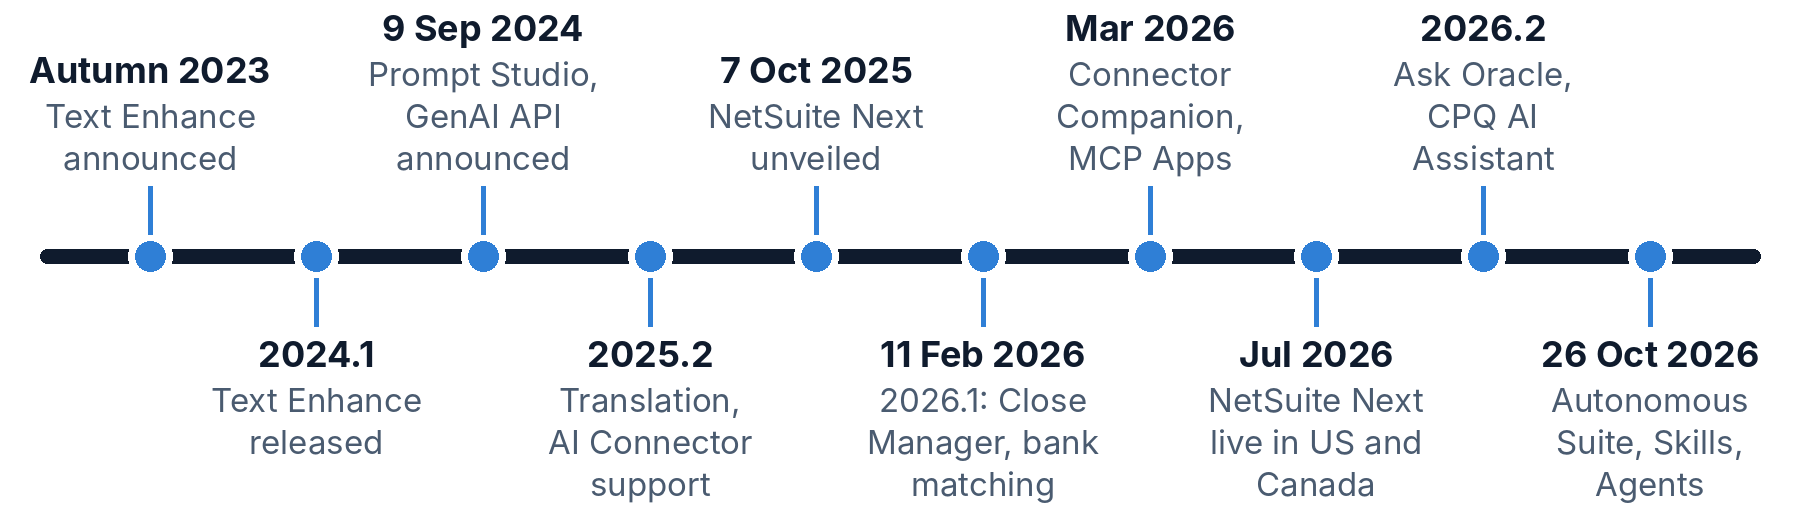 Autumn 2023
Text Enhance
announced
2024.1
Text Enhance
released
9 Sep 2024
Prompt Studio,
GenAI API
announced
2025.2
Translation,
AI Connector
support
7 Oct 2025
NetSuite Next
unveiled
11 Feb 2026
2026.1: Close
Manager, bank
matching
Mar 2026
Connector
Companion,
MCP Apps
Jul 2026
NetSuite Next
live in US and
Canada
2026.2
Ask Oracle,
CPQ AI
Assistant
26 Oct 2026
Autonomous
Suite, Skills,
Agents